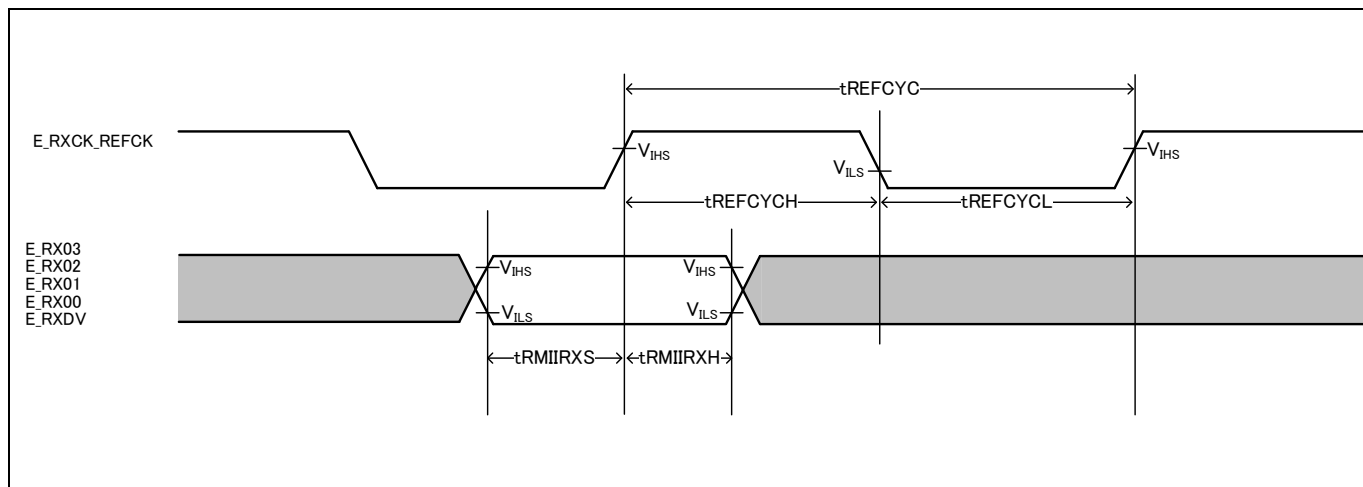 tREFCYC
E_RXCK_REFCK
VIHS
VILS
VIHS
tREFCYCH
tREFCYCL
E_RX03
E_RX02
E_RX01
E_RX00
E_RXDV
VIHS
VIHS
VILS
VILS
tRMIIRXS
tRMIIRXH